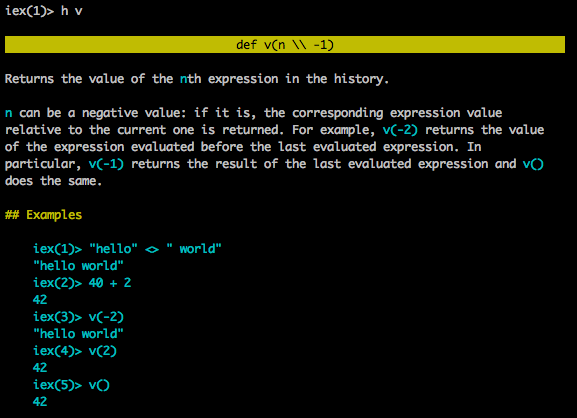 iex(1)> h v
def v(n \\ -1)
Returns the value of the nth expression in the history.
n can be a negative value: if it is, the corresponding expression value
relative to the current one is returned. For example, v(-2) returns the value
of the expression evaluated before the last evaluated expression. In
particular, v(-1) returns the result of the last evaluated expression and v()
does the same.
## Examples
iex(1)> "hello" <> " world"
"hello world"
iex(2)> 40 + 2
42
iex(3)> v(-2)
"hello world"
iex(4)> v(2)
42
iex(5)> v()
42